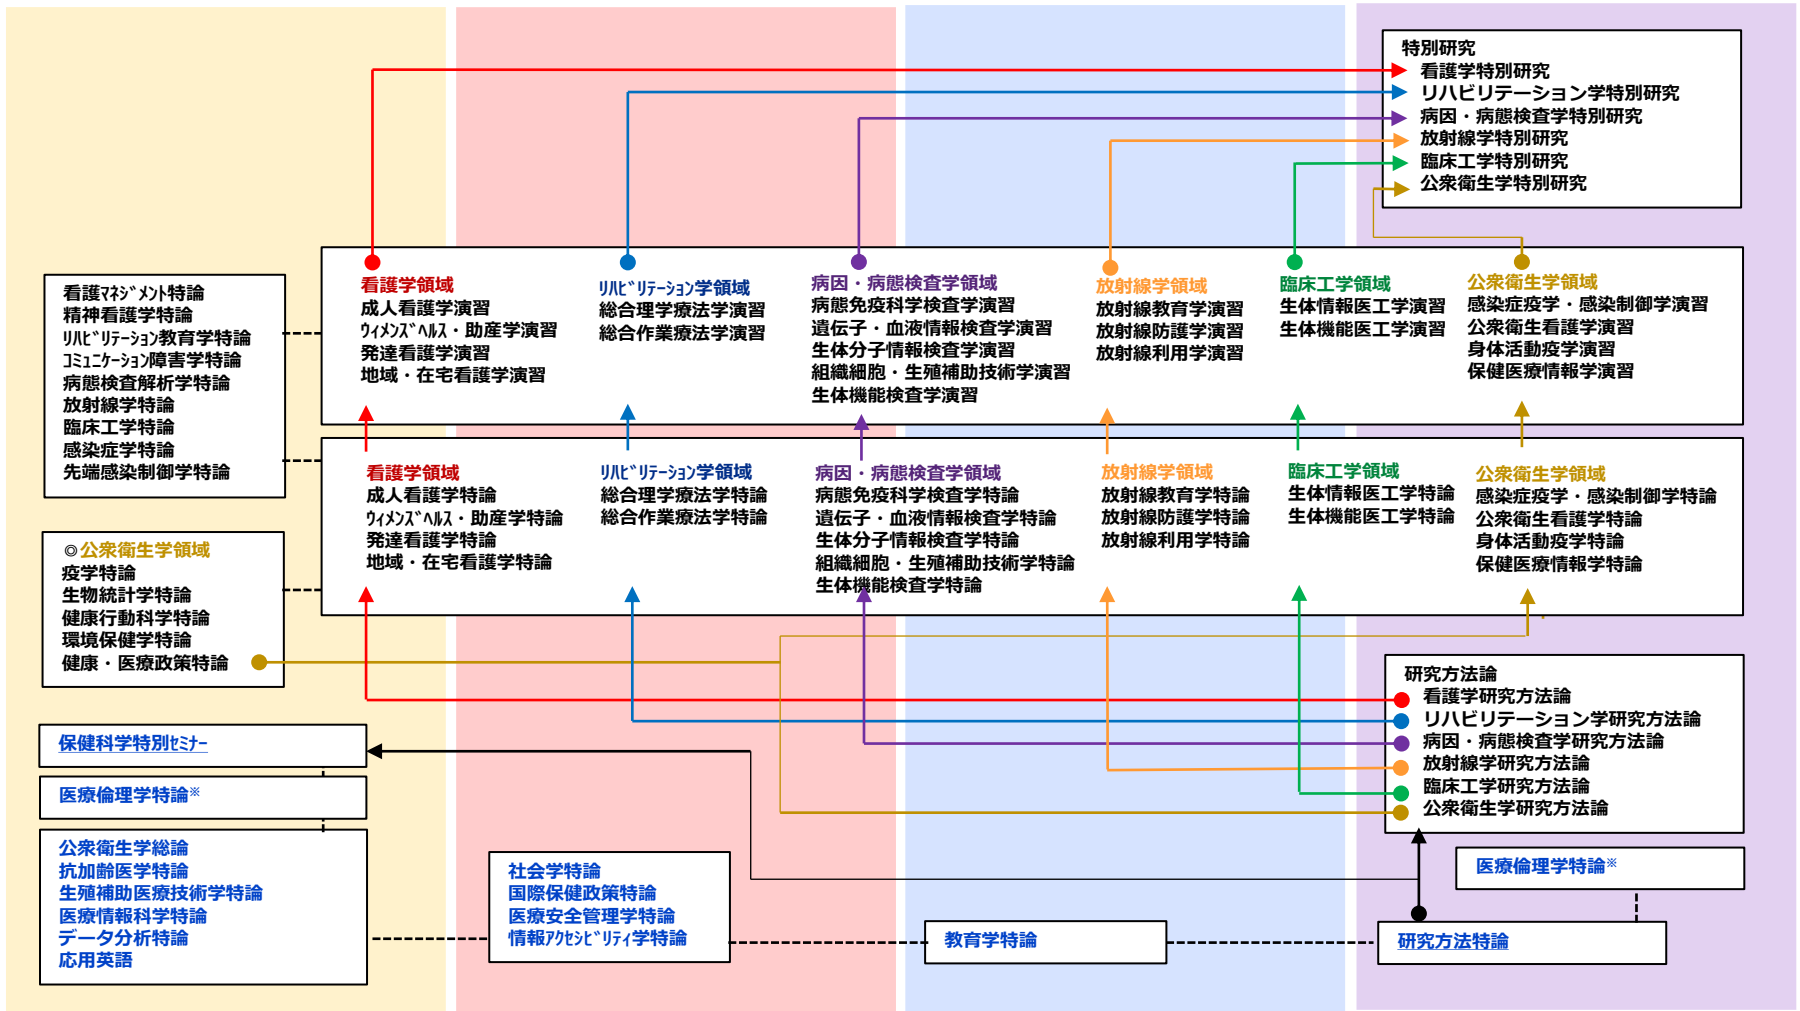 特別研究
看護学特別研究
リハビリテーション学特別研究
病因・病態検査学特別研究
放射線学特別研究
臨床工学特別研究
公衆衛生学特別研究
看護ﾏﾈｼﾞﾒﾝﾄ特論
精神看護学特論
ﾘﾊﾋﾞﾘﾃｰｼｮﾝ教育学特論
ｺﾐｭﾆｹｰｼｮﾝ障害学特論
病態検査解析学特論
放射線学特論
臨床工学特論
感染症学特論
先端感染制御学特論
看護学領域
成人看護学演習
ｳｨﾒﾝｽﾞﾍﾙｽ・助産学演習
発達看護学演習
地域・在宅看護学演習
ﾘﾊﾋﾞﾘﾃｰｼｮﾝ学領域
総合理学療法学演習
総合作業療法学演習
病因・病態検査学領域
病態免疫科学検査学演習
遺伝子・血液情報検査学演習
生体分子情報検査学演習
組織細胞・生殖補助技術学演習
生体機能検査学演習
放射線学領域
放射線教育学演習
放射線防護学演習
放射線利用学演習
臨床工学領域
生体情報医工学演習
生体機能医工学演習
公衆衛生学領域
感染症疫学・感染制御学演習
公衆衛生看護学演習
身体活動疫学演習
保健医療情報学演習
看護学領域
成人看護学特論
ｳｨﾒﾝｽﾞﾍﾙｽ・助産学特論
発達看護学特論
地域・在宅看護学特論
ﾘﾊﾋﾞﾘﾃｰｼｮﾝ学領域
総合理学療法学特論
総合作業療法学特論
病因・病態検査学領域
病態免疫科学検査学特論
遺伝子・血液情報検査学特論
生体分子情報検査学特論
組織細胞・生殖補助技術学特論
生体機能検査学特論
放射線学領域
放射線教育学特論
放射線防護学特論
放射線利用学特論
臨床工学領域
生体情報医工学特論
生体機能医工学特論
公衆衛生学領域
感染症疫学・感染制御学特論
公衆衛生看護学特論
身体活動疫学特論
保健医療情報学特論
◎公衆衛生学領域
疫学特論
生物統計学特論
健康行動科学特論
環境保健学特論
健康・医療政策特論
研究方法論
看護学研究方法論
リハビリテーション学研究方法論
病因・病態検査学研究方法論
放射線学研究方法論
臨床工学研究方法論
公衆衛生学研究方法論
保健科学特別ｾﾐﾅｰ
医療倫理学特論※
公衆衛生学総論
抗加齢医学特論
生殖補助医療技術学特論
医療情報科学特論
データ分析特論
応用英語
社会学特論
国際保健政策特論
医療安全管理学特論
情報ｱｸｾｼﾋﾞﾘﾃｨ学特論
教育学特論
医療倫理学特論※
研究方法特論